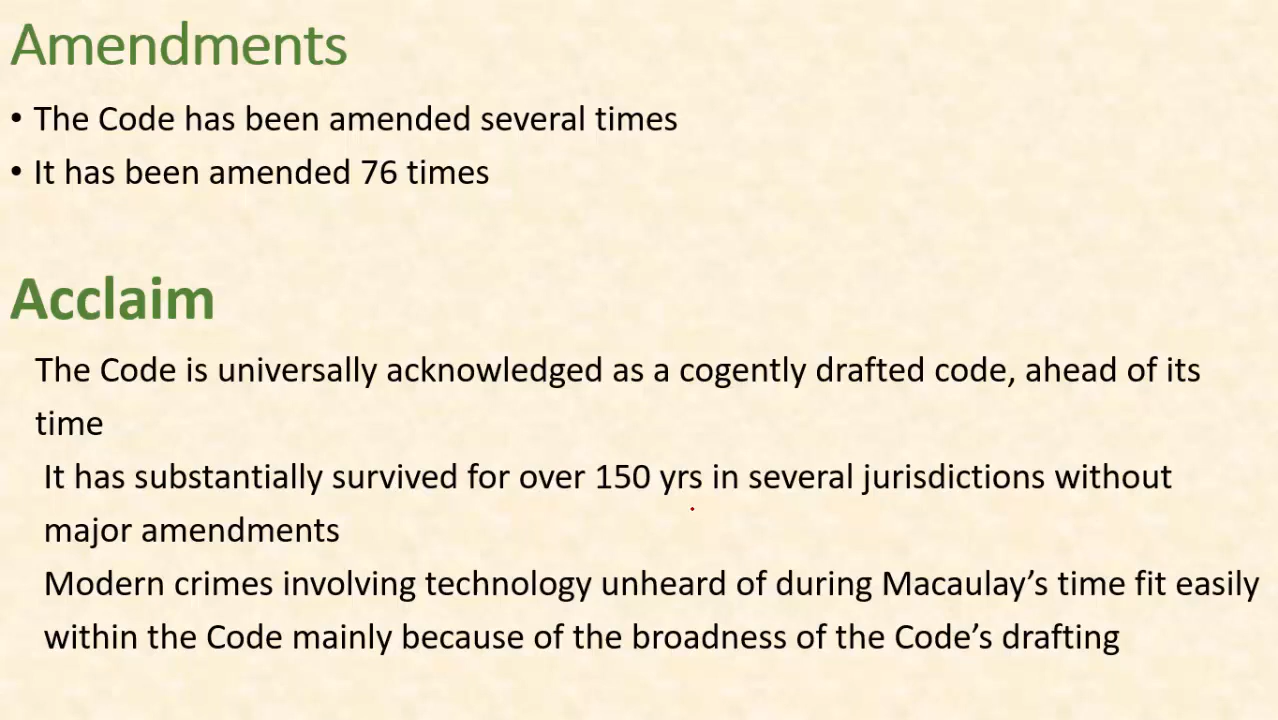 Amendments
• The Code has been amended several times
• It has been amended 76 times
Acclaim
The Code is universally acknowledged as a cogently drafted code, ahead of its
time
It has substantially survived for over 150 yrs in several jurisdictions without
major amendments
Modern crimes involving technology unheard of during Macaulay’s time fit easily
within the Code mainly because of the broadness of the Code’s drafting